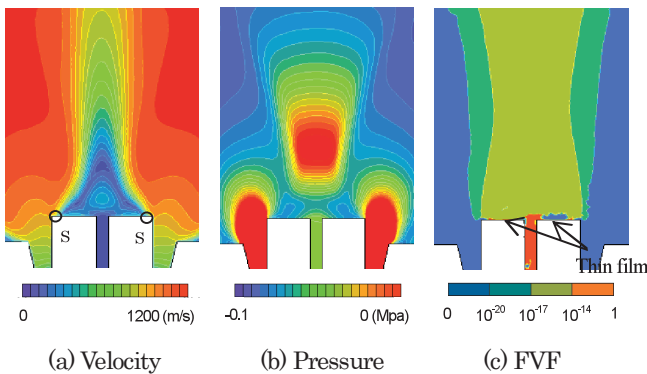 S S
Thin film
0 1200 (m/s)
-0.1 0 (Mpa)
0 10-20 10-17 10-14 1
(a) Velocity (b) Pressure (c) FVF